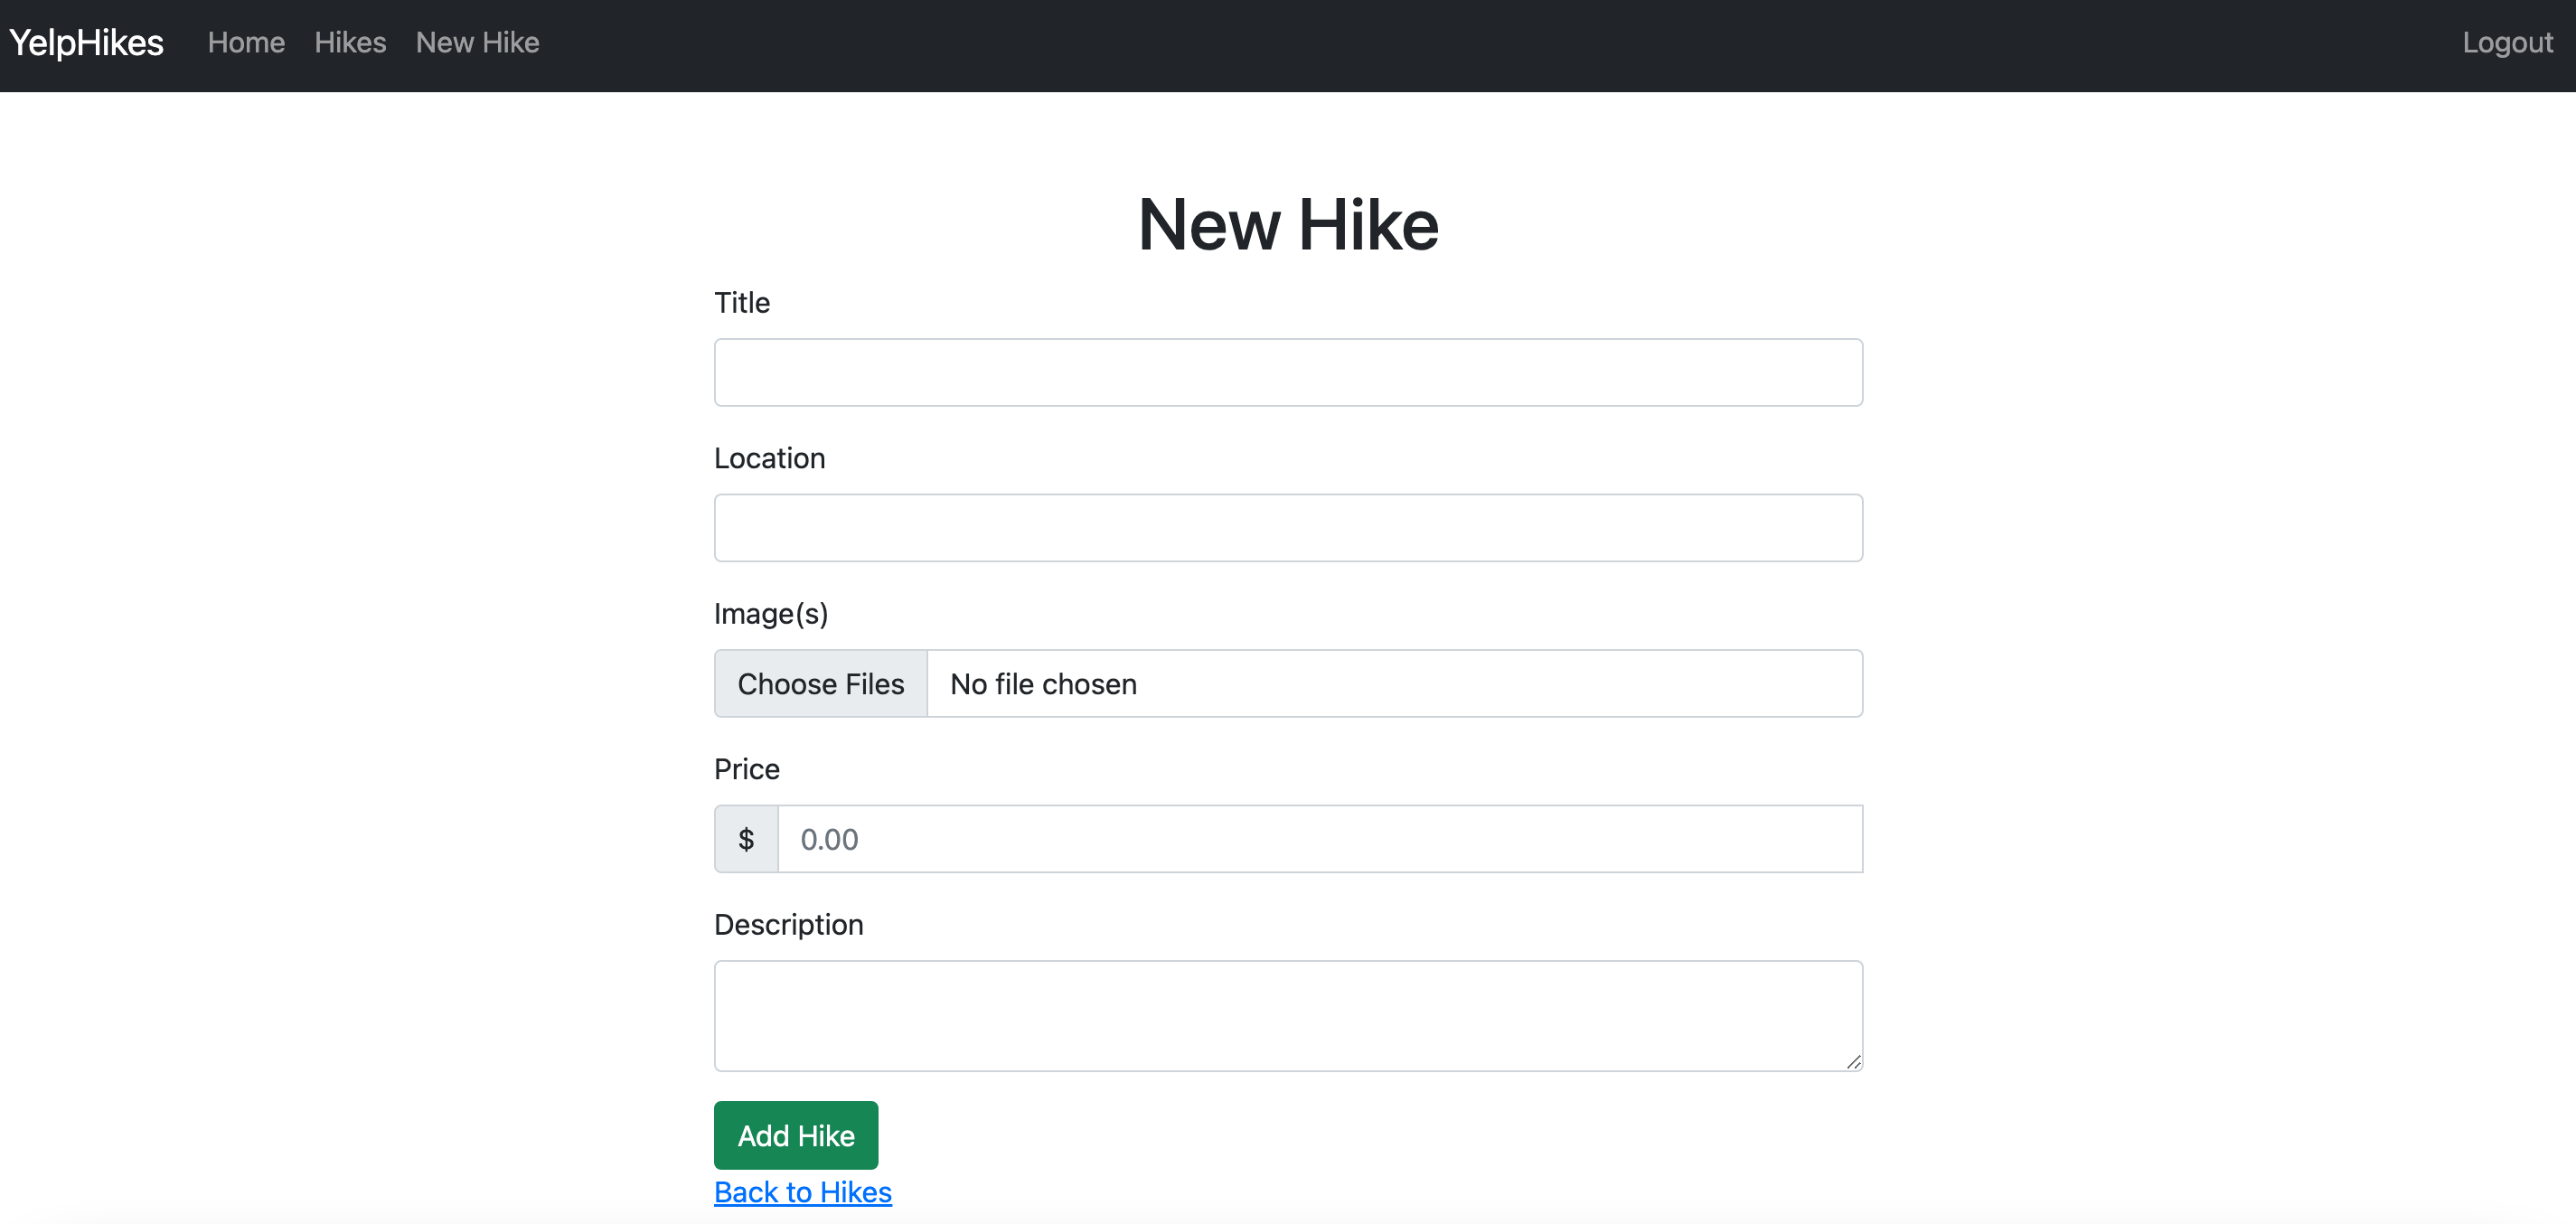 YelpHikes Home Hikes New Hike Logout
New Hike
Title
Location
Image(s)
Choose Files No file chosen
Price
$ 0.00
Description
Add Hike
Back to Hikes